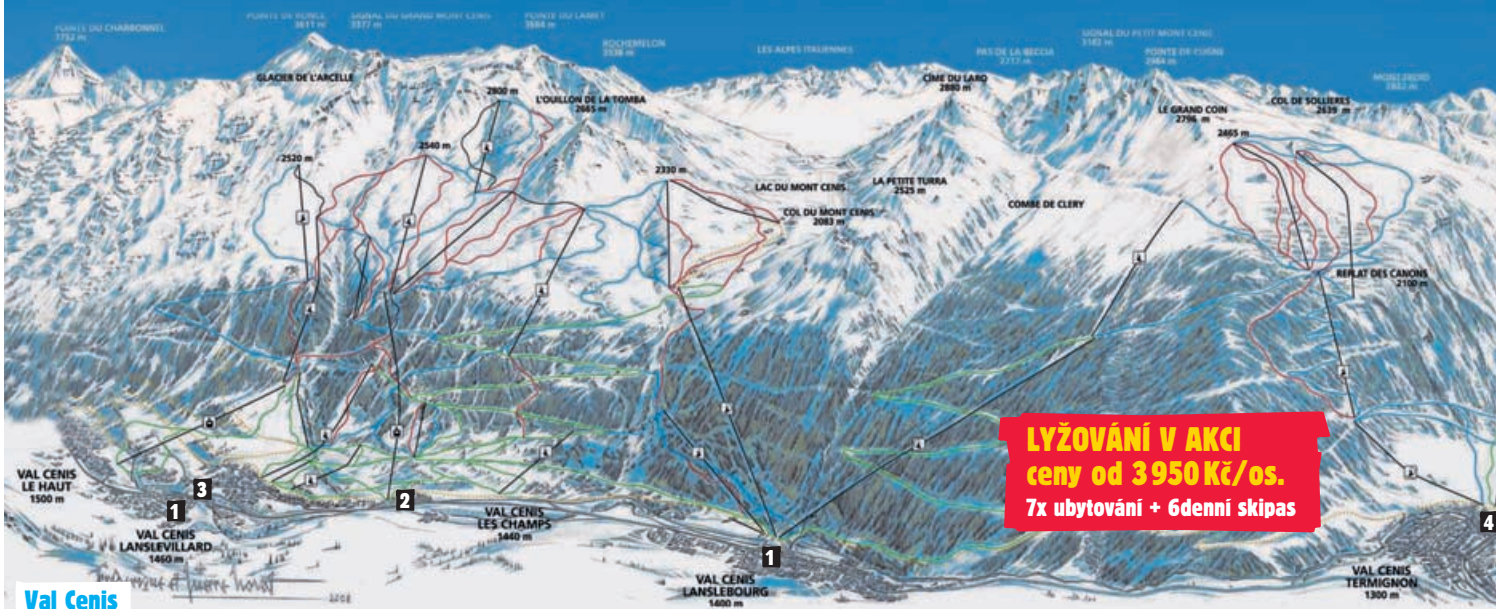 POINTE DU CHARBONNEL
POINTE DE RONCE
3611 m
SIGNAL DU GRAND MONT CENIS
3377 m
POINTE DU LAMET
3504 m
ROCHEMELON
3538 m
LES ALPES ITALIENNES
PAS DE LA BECCIA
2717 m
SIGNAL DU PETIT MONT CENIS
3162 m
POINTE DE CUGNE
MONT FROID
GLACIER DE L'ARCELLE
2800 m
L'OUILLON DE LA TOMBA
2665 m
CIME DU LARO
2880 m
LE GRAND COIN
2796 m
COL DE SOLLIERES
2639 m
2520 m
2540 m
2330 m
2465 m
LAC DU MONT CENIS
LA PETITE TURRA
2525 m
COL DU MONT CENIS
2083 m
COMBE DE CLERY
REPLAT DES CANONS
2100 m
LYŽOVÁNÍ V AKCI
ceny od 3 950 Kč/os.
7x ubytování + 6denní skipas
VAL CENIS
LE HAUT
1500 m
3
1
VAL CENIS
LANSLEVILLARD
1460 m
2
VAL CENIS
LES CHAMPS
1440 m
1
VAL CENIS
LANSLEBOURG
1400 m
4
VAL CENIS
TERMIGNON
1300 m
2008
Val Cenis